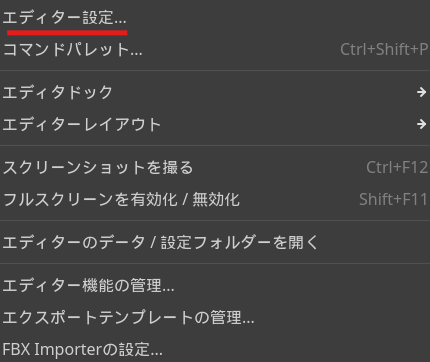 エディター設定...
コマンドパレット... Ctrl+Shift+P
エディタドック
エディターレイアウト
スクリーンショットを撮る Ctrl+F12
フルスクリーンを有効化 / 無効化 Shift+F11
エディターのデータ / 設定フォルダーを開く
エディター機能の管理...
エクスポートテンプレートの管理...
FBX Importerの設定...